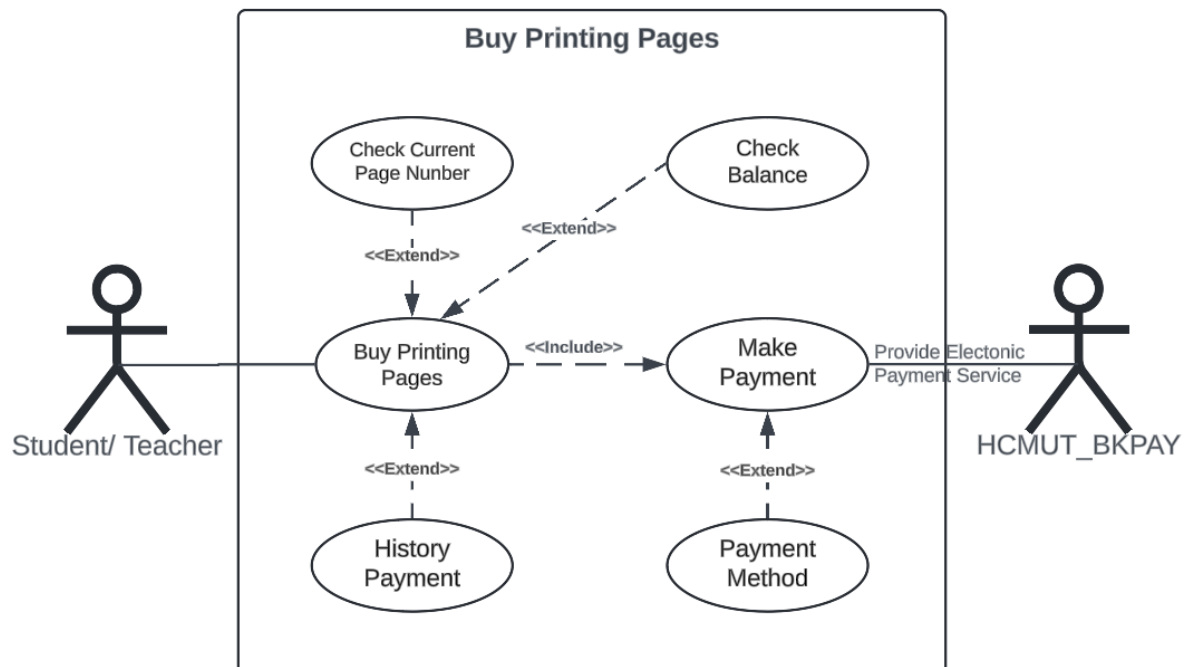 Buy Printing Pages
Check Current
Page Nunber
Check
Balance
<<Extend>>
<<Extend>>
Buy Printing
Pages
<<Include>>
Make
Payment
Provide Electonic
Payment Service
Student/ Teacher
HCMUT_BKPAY
<<Extend>>
<<Extend>>
History
Payment
Payment
Method